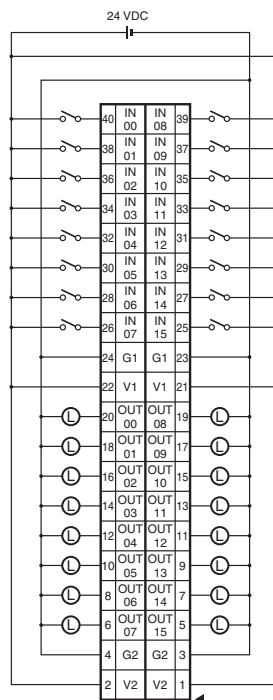 24 VDC
40 IN 00 IN 08 39
38 IN 01 IN 09 37
36 IN 02 IN 10 35
34 IN 03 IN 11 33
32 IN 04 IN 12 31
30 IN 05 IN 13 29
28 IN 06 IN 14 27
26 IN 07 IN 15 25
24 G1 G1 23
22 V1 V1 21
L 20 OUT 00 OUT 08 19 L
L 18 OUT 01 OUT 09 17 L
L 16 OUT 02 OUT 10 15 L
L 14 OUT 03 OUT 11 13 L
L 12 OUT 04 OUT 12 11 L
L 10 OUT 05 OUT 13 9 L
L 8 OUT 06 OUT 14 7 L
L 6 OUT 07 OUT 15 5 L
4 G2 G2 3
2 V2 V2 1